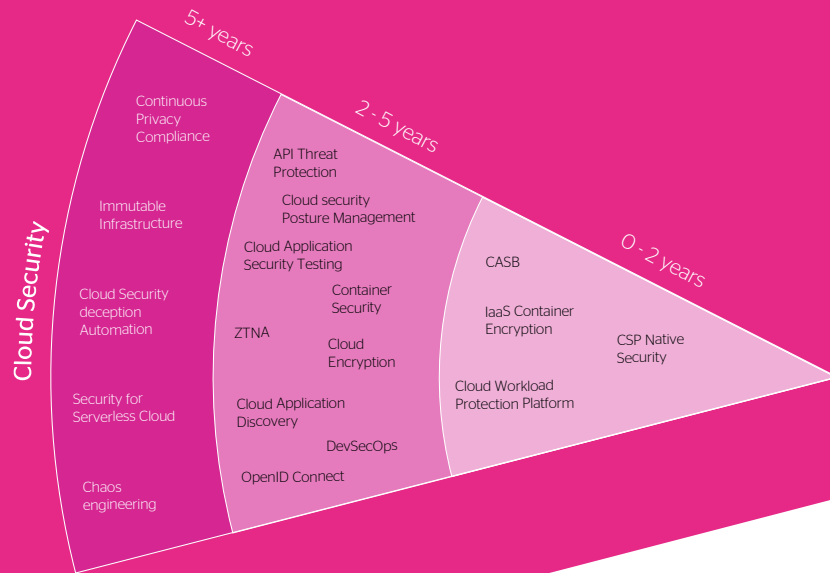 Cloud Security
5+ years
Continuous
Privacy
Compliance
Immutable
Infrastructure
Cloud Security
deception
Automation
Security for
Serverless Cloud
Chaos
engineering
2 - 5 years
API Threat
Protection
Cloud security
Posture Management
Cloud Application
Security Testing
Container
Security
ZTNA
Cloud
Encryption
Cloud Application
Discovery
DevSecOps
OpenID Connect
0 - 2 years
CASB
IaaS Container
Encryption
CSP Native
Security
Cloud Workload
Protection Platform